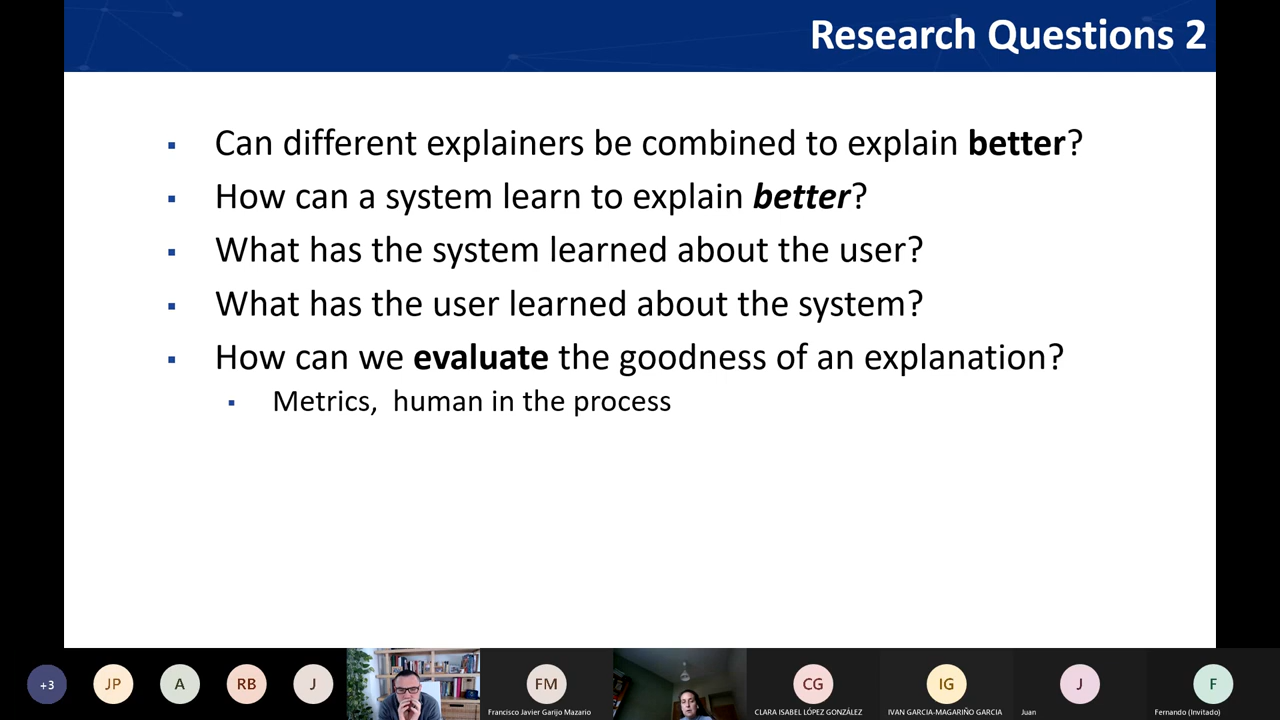 Research Questions 2
Can different explainers be combined to explain better?
How can a system learn to explain better?
What has the system learned about the user?
What has the user learned about the system?
How can we evaluate the goodness of an explanation?
Metrics, human in the process
+3
JP
A
RB
J
FM
CG
IG
J
F
Francisco Javier Garijo Mazario
CLARA ISABEL LÓPEZ GONZÁLEZ
IVAN GARCIA-MAGARIÑO GARCIA
Juan
Fernando (Invitado)